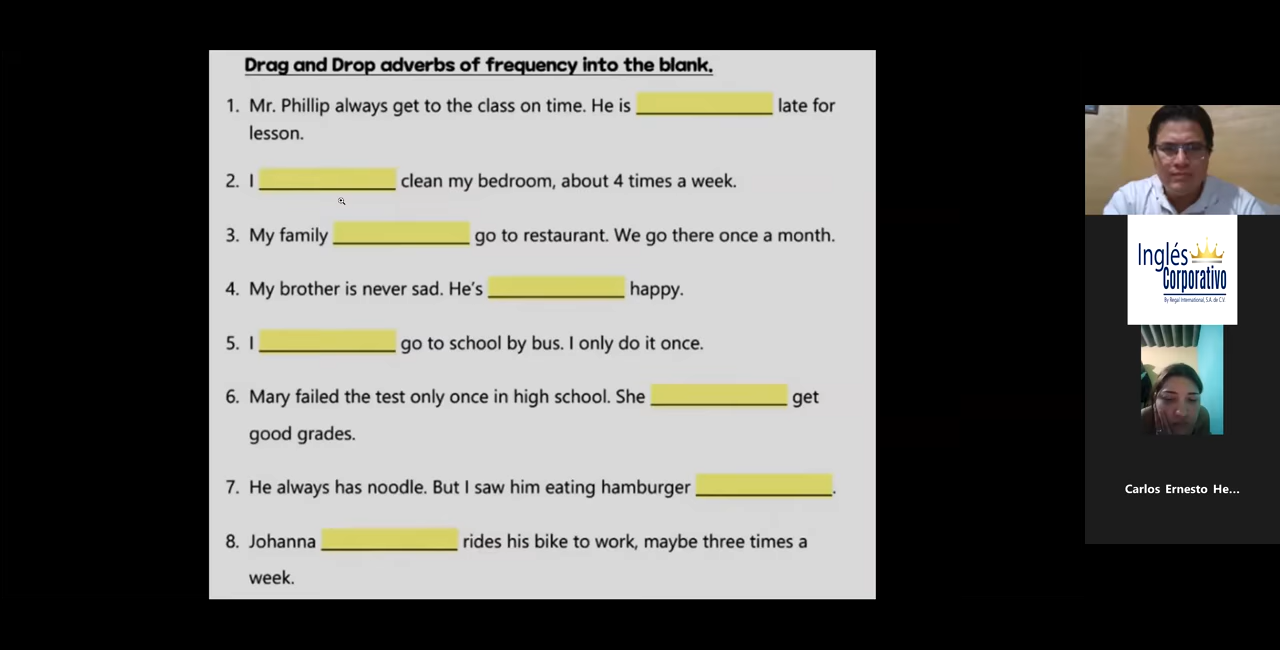 Drag and Drop adverbs of frequency into the blank.
1. Mr. Phillip always get to the class on time. He is late for
lesson.
2. I clean my bedroom, about 4 times a week.
3. My family go to restaurant. We go there once a month.
4. My brother is never sad. He's happy.
5. I go to school by bus. I only do it once.
6. Mary failed the test only once in high school. She get
good grades.
7. He always has noodle. But I saw him eating hamburger .
8. Johanna rides his bike to work, maybe three times a
week.
Inglés
Corporativo
By Regal International, S.A. de C.V.
Carlos Ernesto He...